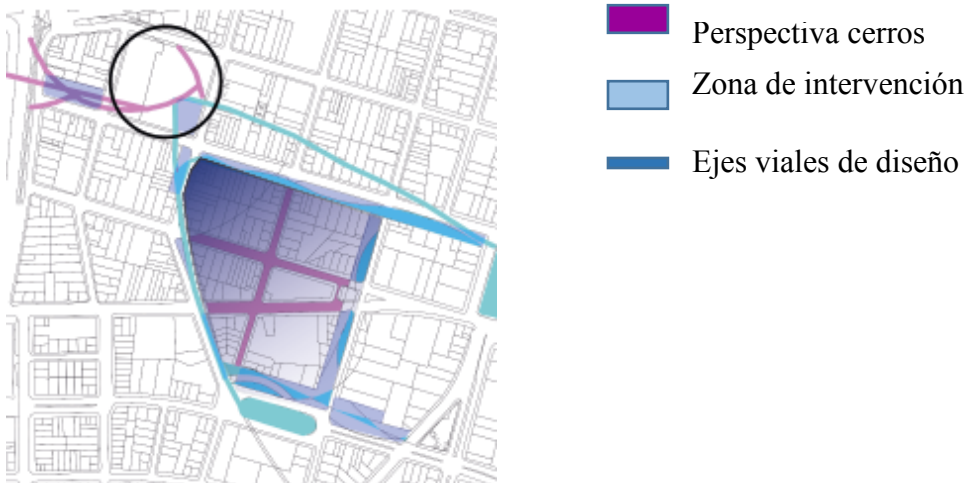 Perspectiva cerros
Zona de intervención
Ejes viales de diseño